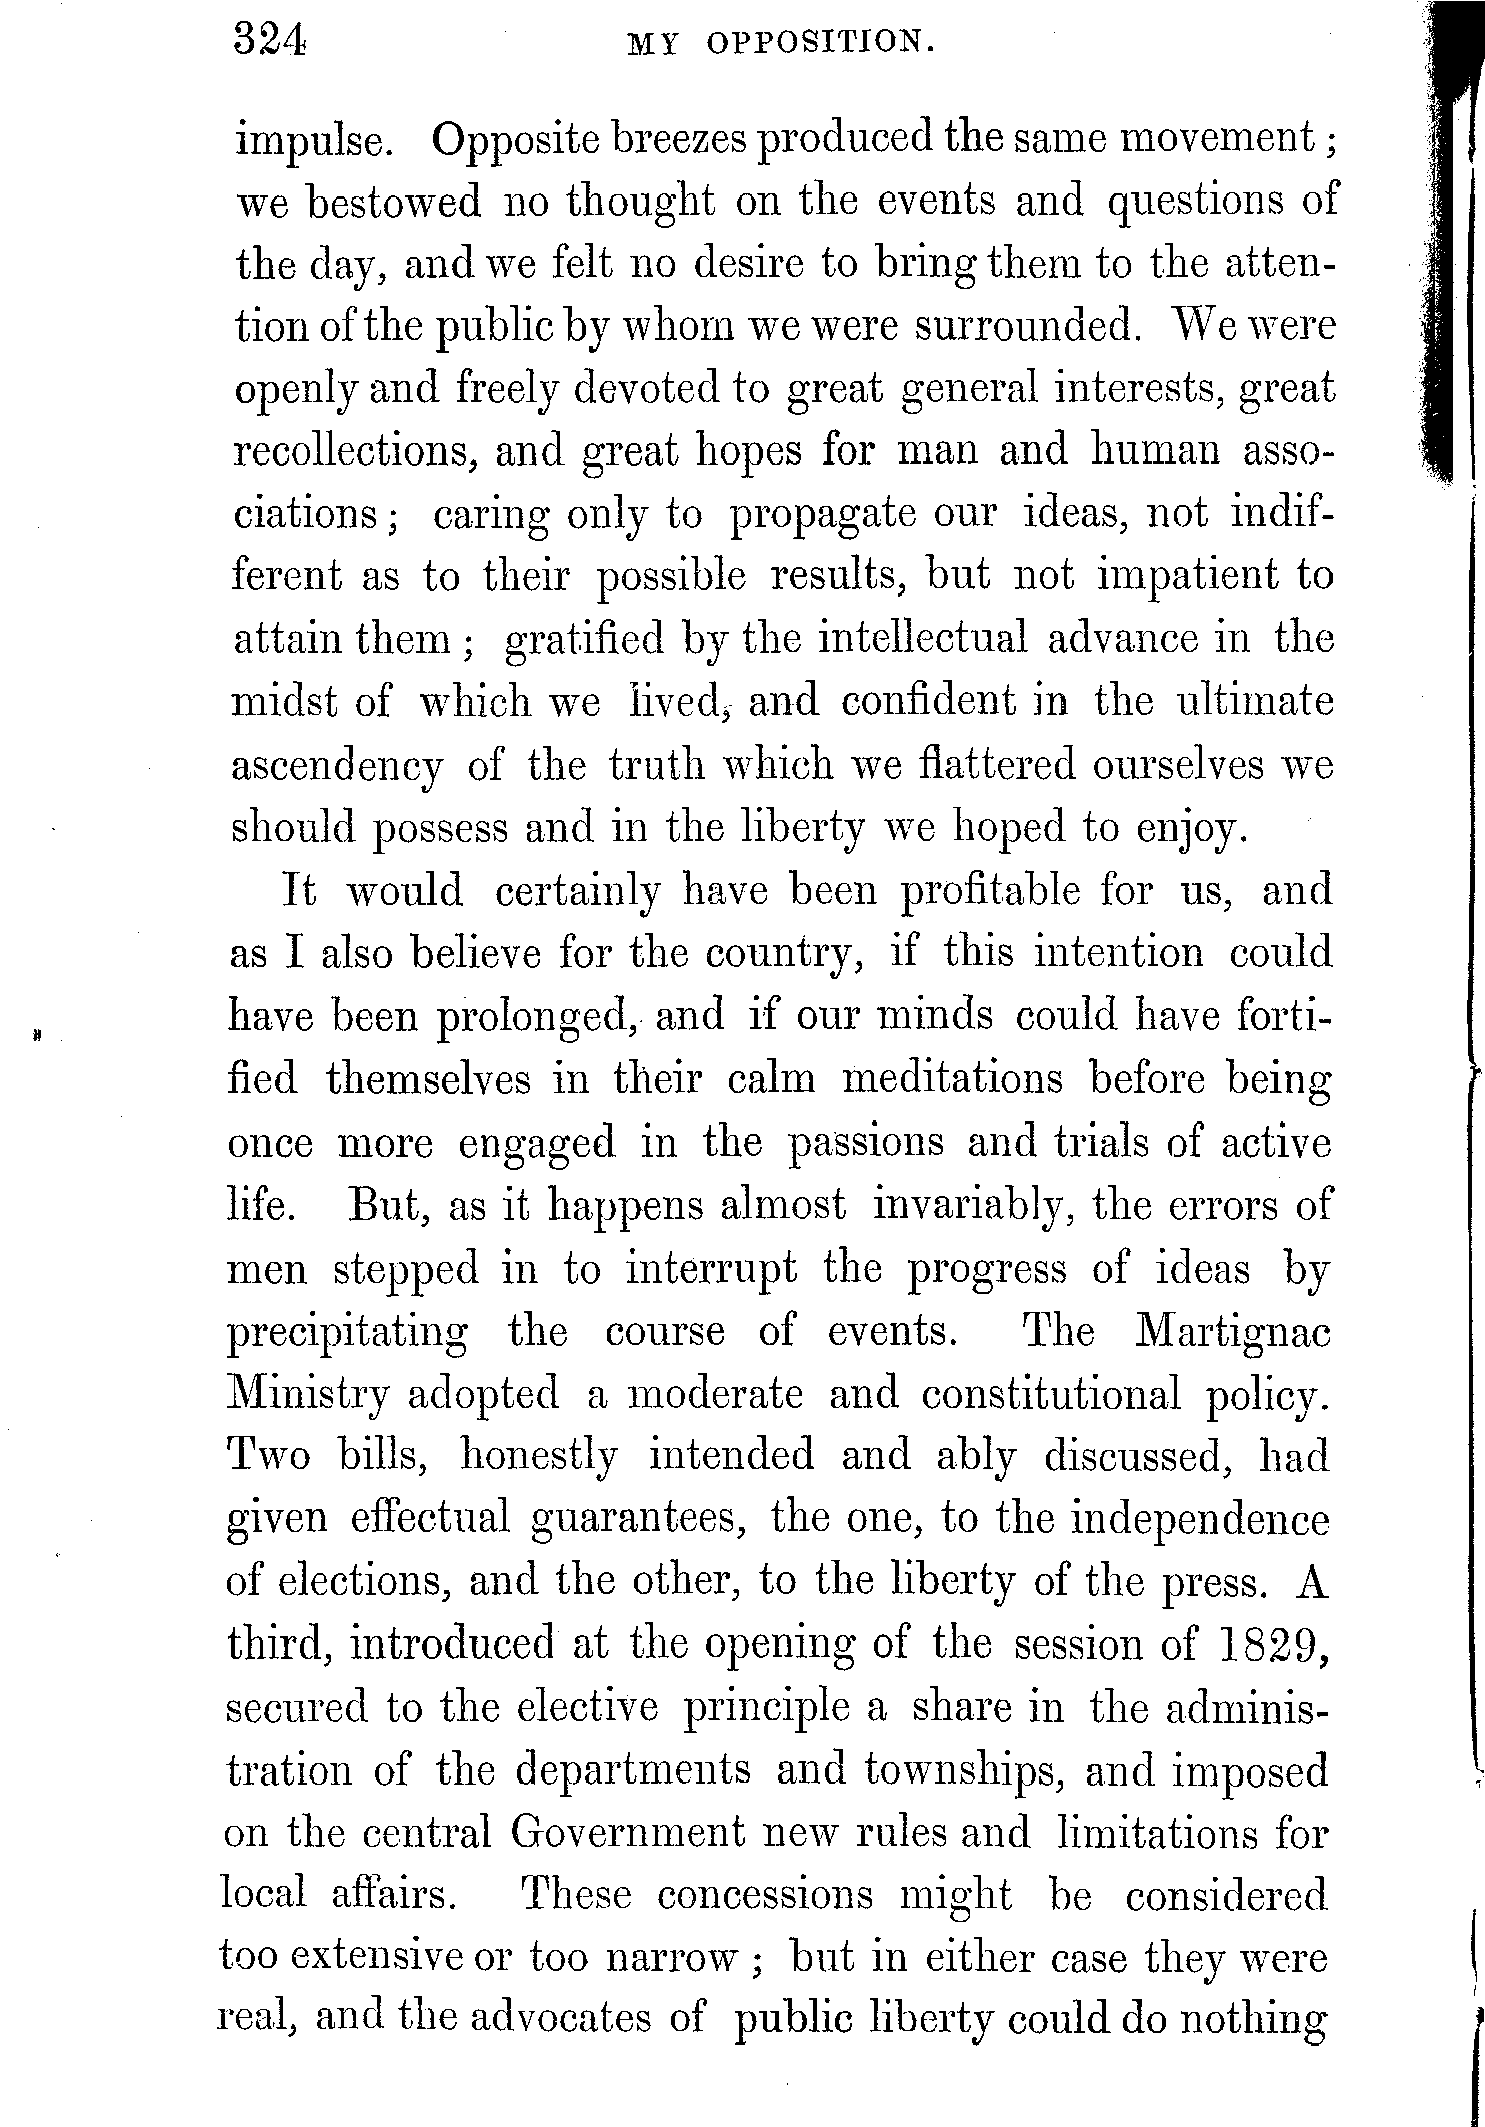 324 MY OPPOSITION.
impulse. Opposite breezes produced the same movement ;
we bestowed no thought on the events and questions of
the day, and we felt no desire to bring them to the atten-
tion of the public by whom we were surrounded. We were
openly and freely devoted to great general interests, great
recollections, and great hopes for man and human asso-
ciations ; caring only to propagate our ideas, not indif-
ferent as to their possible results, but not impatient to
attain them ; gratified by the intellectual advance in the
midst of which we lived, and confident in the ultimate
ascendency of the truth which we flattered ourselves we
should possess and in the liberty we hoped to enjoy.
It would certainly have been profitable for us, and
as I also believe for the country, if this intention could
have been prolonged, and if our minds could have forti-
fied themselves in their calm meditations before being
once more engaged in the passions and trials of active
life. But, as it happens almost invariably, the errors of
men stepped in to interrupt the progress of ideas by
precipitating the course of events. The Martignac
Ministry adopted a moderate and constitutional policy.
Two bills, honestly intended and ably discussed, had
given effectual guarantees, the one, to the independence
of elections, and the other, to the liberty of the press. A
third, introduced at the opening of the session of 1829,
secured to the elective principle a share in the adminis-
tration of the departments and townships, and imposed
on the central Government new rules and limitations for
local affairs. These concessions might be considered
too extensive or too narrow ; but in either case they were
real, and the advocates of public liberty could do nothing